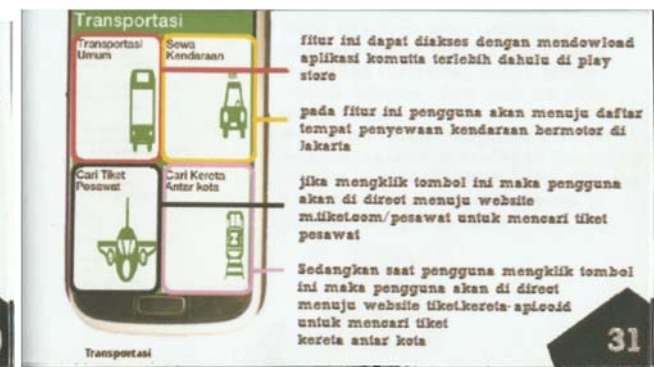 Transportasi
Transportasi
Umum
Sewa
Kendaraan
Cari Tiket
Pesawat
Cari Kereta
Antar kota
fitur ini dapat diakses dengan mendowload
aplikasi komutta terlebih dahulu di play
store
pada fitur ini pengguna akan menuju daftar
tempat penyewaan kendaraan bermotor di
Jakarta
jika mengklik tombol ini maka pengguna
akan di direct menuju website
m.tiket.com/pesawat untuk mencari tiket
pesawat
Sedangkan saat pengguna mengklik tombol
ini maka pengguna akan di direct
menuju website tiket.kereta-api.co.id
untuk mencari tiket
kereta antar kota
Transportasi
31